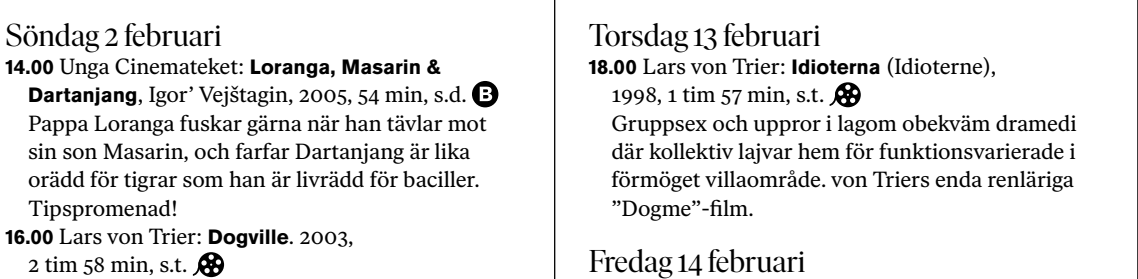 Söndag 2 februari
14.00 Unga Cinemateket: Loranga, Masarin &
Dartanjang, Igor’ Vejštagin, 2005, 54 min, s.d. B
Pappa Loranga fuskar gärna när han tävlar mot
sin son Masarin, och farfar Dartanjang är lika
orädd för tigrar som han är livrädd för baciller.
Tipspromenad!
16.00 Lars von Trier: Dogville. 2003,
2 tim 58 min, s.t.
Torsdag 13 februari
18.00 Lars von Trier: Idioterna (Idioterne),
1998, 1 tim 57 min, s.t.
Gruppsex och uppror i lagom obekväm dramedi
där kollektiv lajvar hem för funktionsvarierade i
förmöget villaområde. von Triers enda renläriga
”Dogme”-film.
Fredag 14 februari